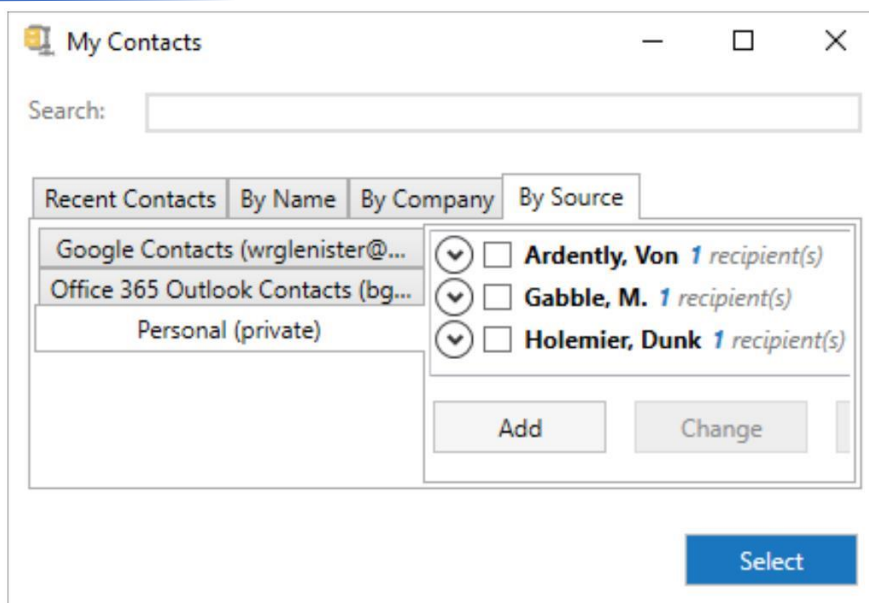 My Contacts
Search:
Recent Contacts By Name By Company By Source
Google Contacts (wrglenister@...
Office 365 Outlook Contacts (bg...
Personal (private)
Ardently, Von 1 recipient(s)
Gabble, M. 1 recipient(s)
Holemier, Dunk 1 recipient(s)
Add Change
Select